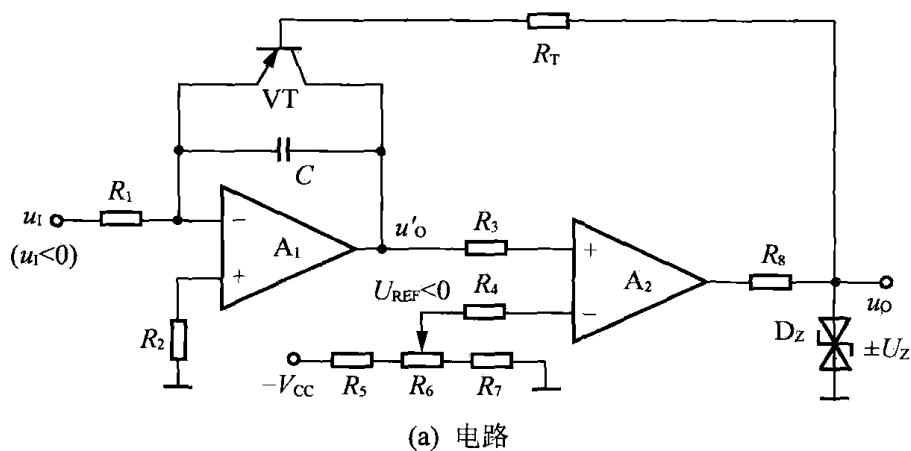 R_T
VT
C
R_1
u_I
(u_I<0)
−
+
A_1
u'_O
R_2
R_3
+
−
A_2
U_REF<0
R_4
R_8
u_O
D_Z
±U_Z
−V_CC
R_5
R_6
R_7
(a) 电路